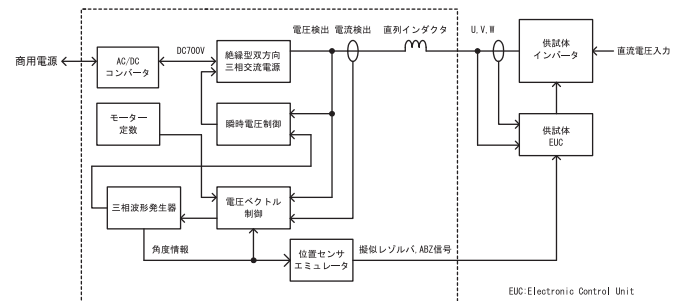 電圧検出 電流検出 直列インダクタ U,V,W
商用電源
AC/DC
コンバータ
DC700V
絶縁型双方向
三相交流電源
供試体
インバータ
直流電圧入力
モーター
定数
瞬時電圧制御
供試体
EUC
三相波形発生器
電圧ベクトル
制御
角度情報
位置センサ
エミュレータ
擬似レゾルバ,ABZ信号
EUC:Electronic Control Unit